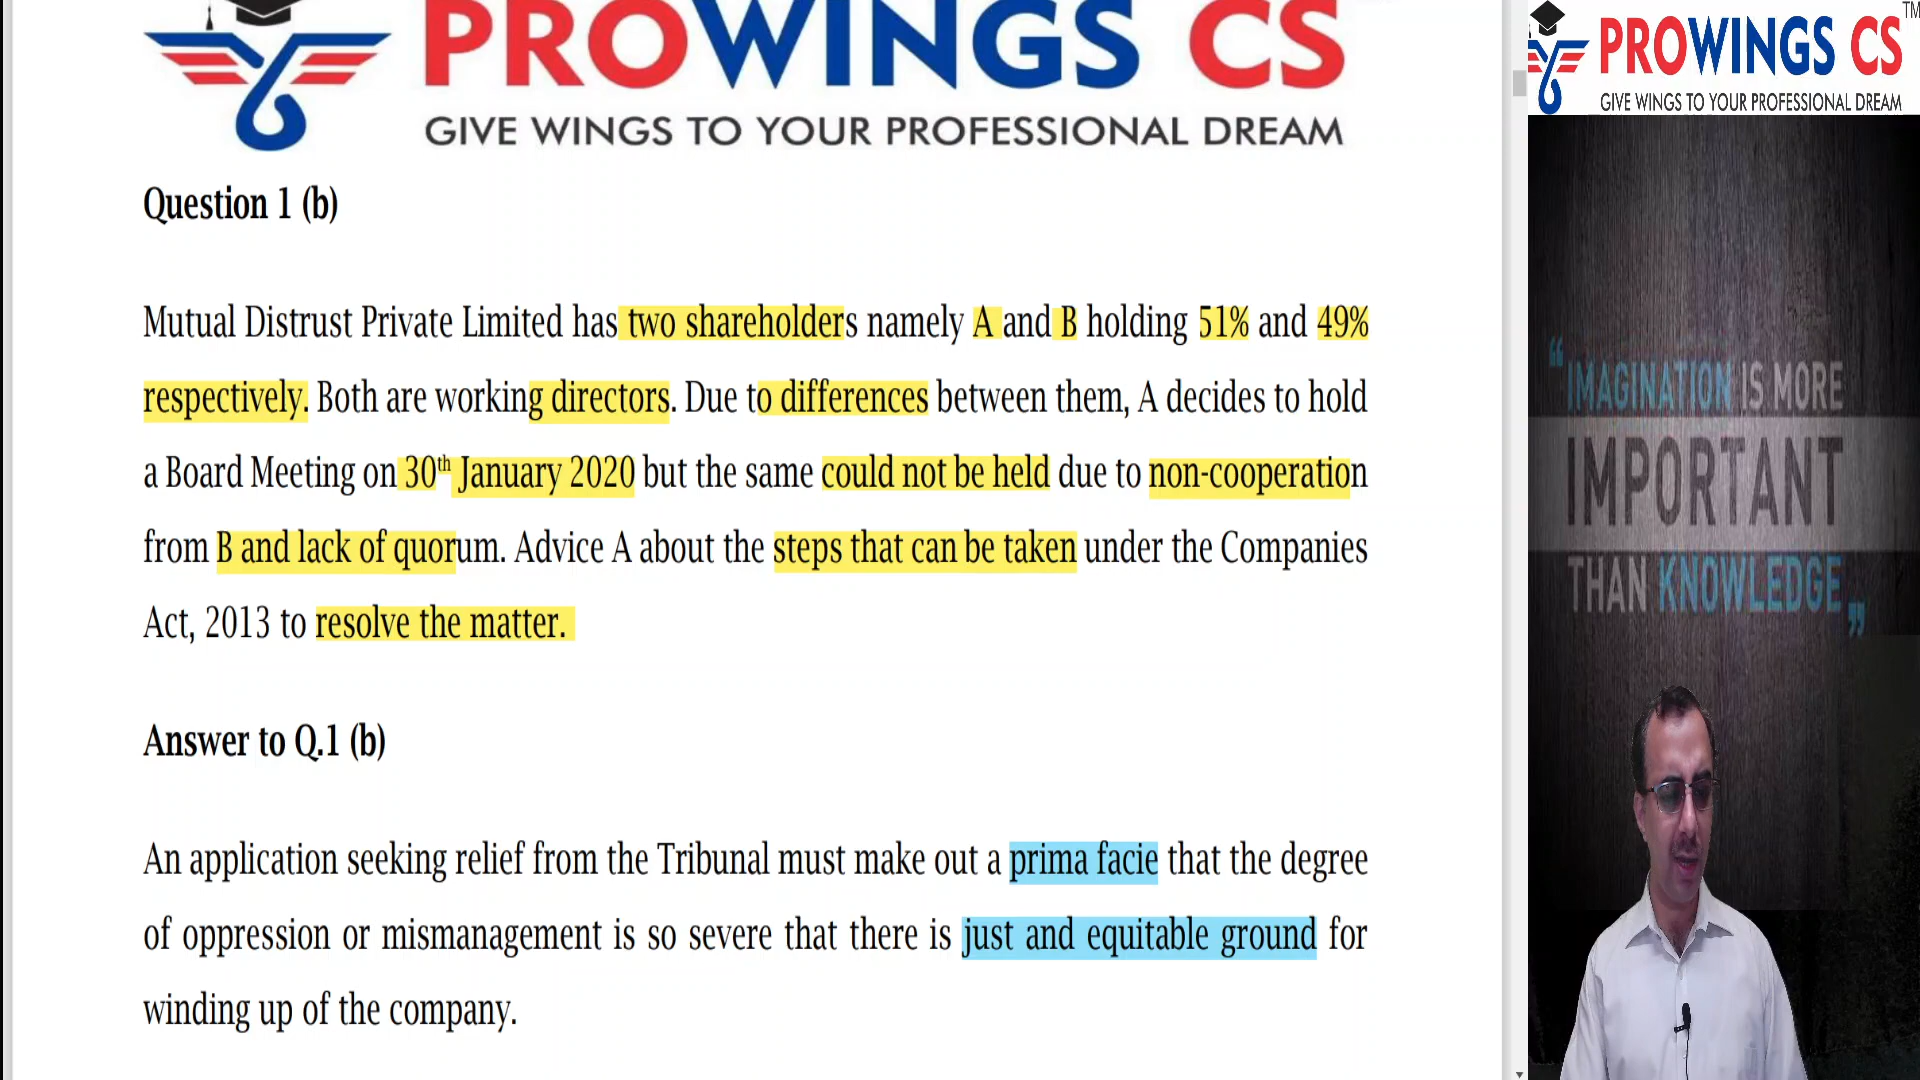 PROWINGS CS
GIVE WINGS TO YOUR PROFESSIONAL DREAM
Question 1 (b)
Mutual Distrust Private Limited has two shareholders namely A and B holding 51% and 49%
respectively. Both are working directors. Due to differences between them, A decides to hold
a Board Meeting on 30th January 2020 but the same could not be held due to non-cooperation
from B and lack of quorum. Advice A about the steps that can be taken under the Companies
Act, 2013 to resolve the matter.
Answer to Q.1 (b)
An application seeking relief from the Tribunal must make out a prima facie that the degree
of oppression or mismanagement is so severe that there is just and equitable ground for
winding up of the company.
PROWINGS CS TM
GIVE WINGS TO YOUR PROFESSIONAL DREAM
“IMAGINATION IS MORE
IMPORTANT
THAN KNOWLEDGE”